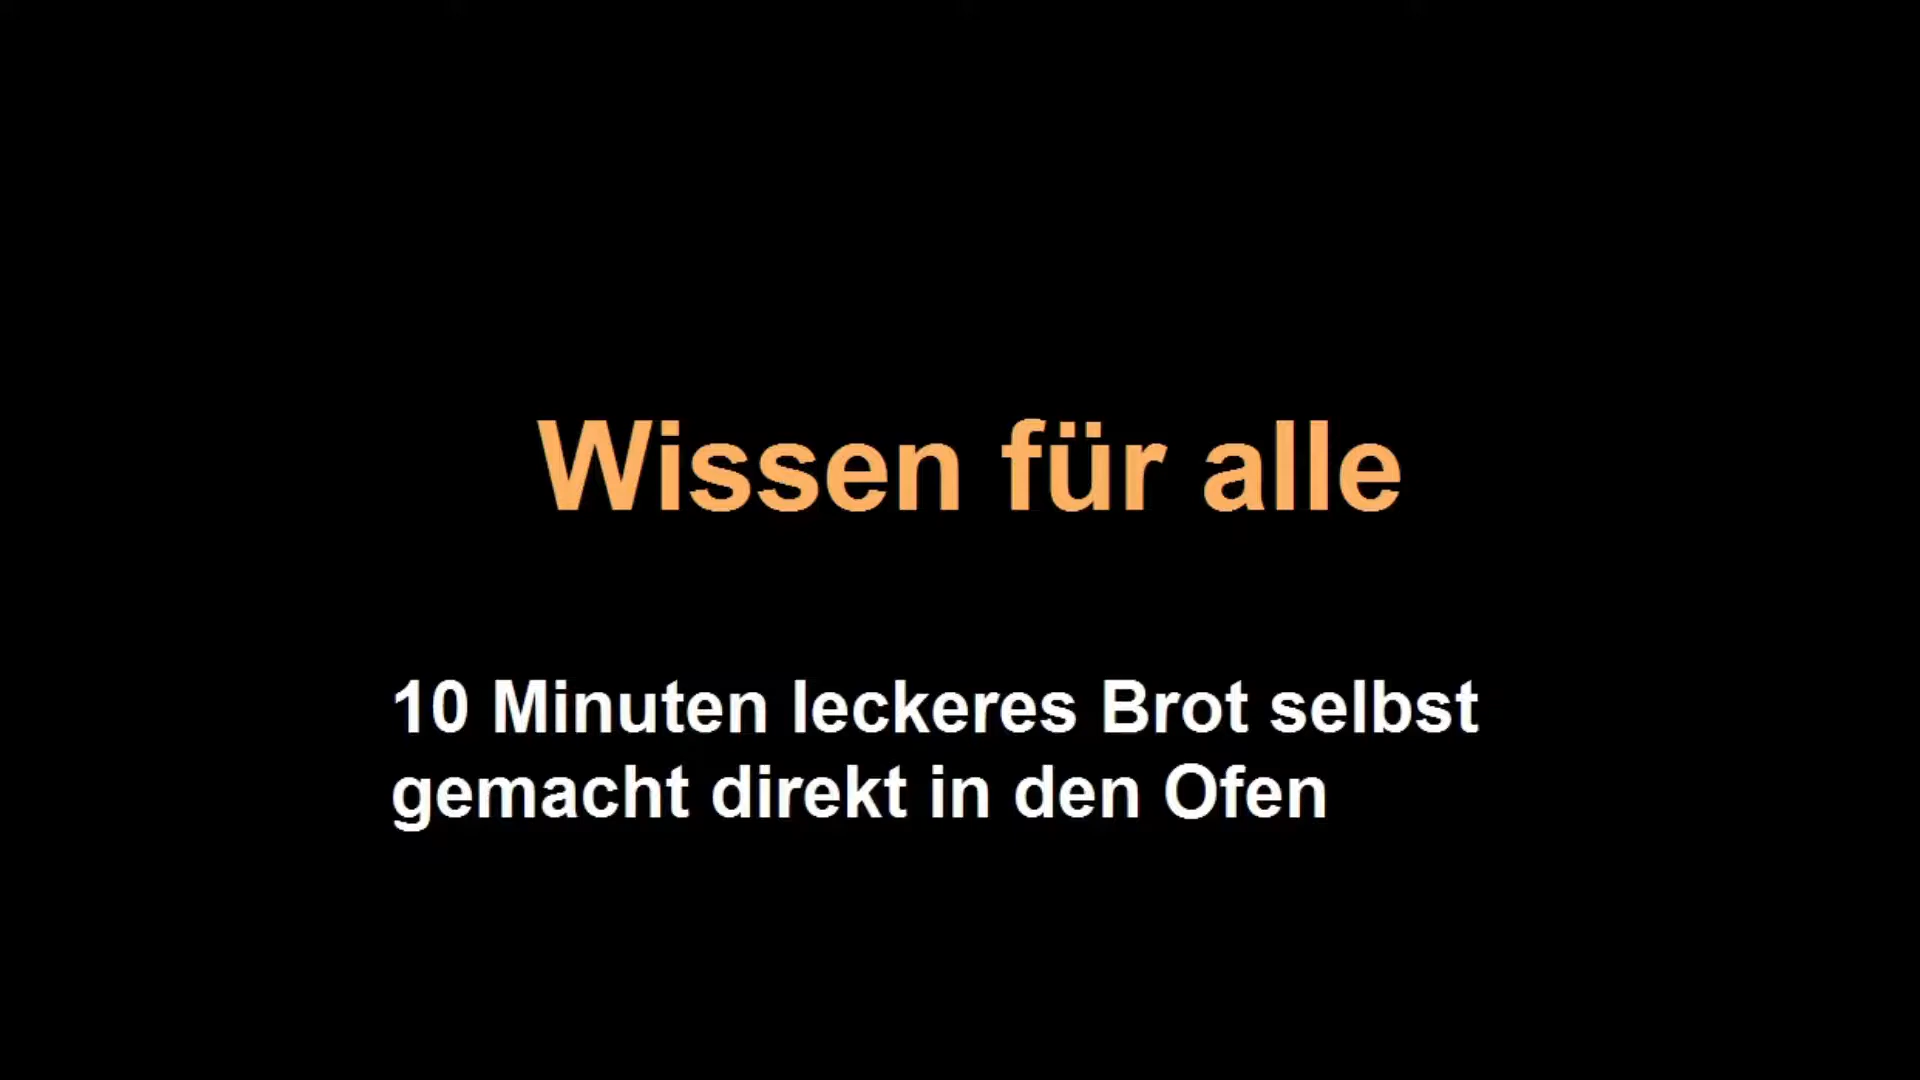 Wissen für alle
10 Minuten leckeres Brot selbst
gemacht direkt in den Ofen